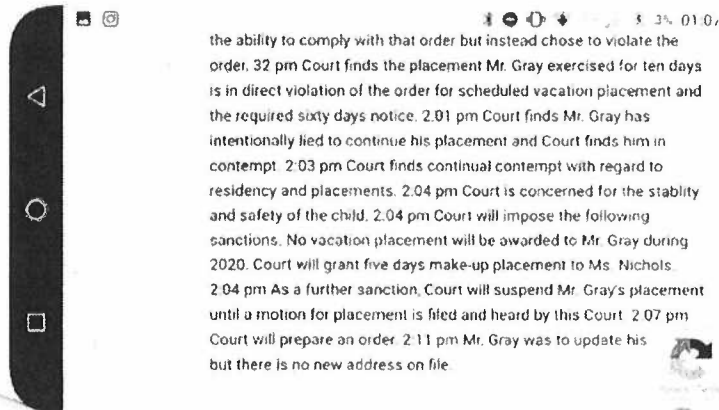 3% 01:07
the ability to comply with that order but instead chose to violate the
order. 32 pm Court finds the placement Mr. Gray exercised for ten days
is in direct violation of the order for scheduled vacation placement and
the required sixty days notice. 2.01 pm Court finds Mr. Gray has
intentionally lied to continue his placement and Court finds him in
contempt. 2:03 pm Court finds continual contempt with regard to
residency and placements. 2.04 pm Court is concerned for the stablity
and safety of the child. 2.04 pm Court will impose the following
sanctions. No vacation placement will be awarded to Mr. Gray during
2020. Court will grant five days make-up placement to Ms. Nichols.
2:04 pm As a further sanction, Court will suspend Mr. Gray's placement
until a motion for placement is filed and heard by this Court. 2 07 pm
Court will prepare an order. 2:11 pm Mr. Gray was to update his
but there is no new address on file.